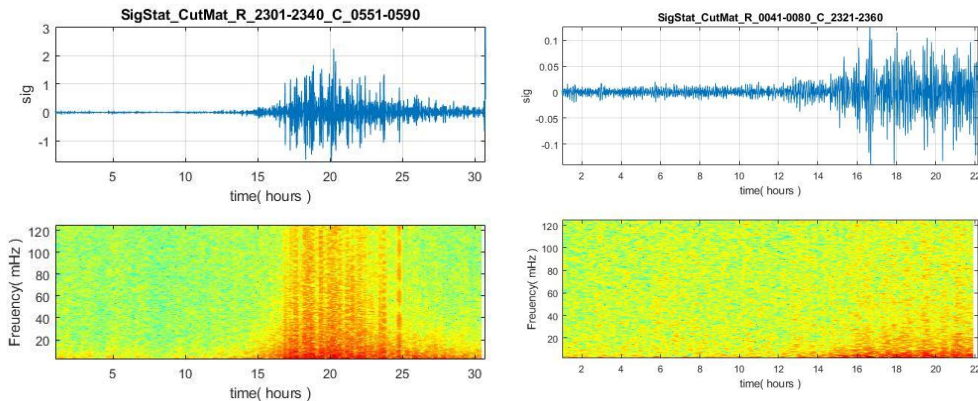 SigStat_CutMat_R_2301-2340_C_0551-0590
3
2
1
0
-1
sig
5 10 15 20 25 30
time( hours )
120
100
80
60
40
20
Freuency( mHz )
5 10 15 20 25 30
time( hours )
SigStat_CutMat_R_0041-0080_C_2321-2360
0.1
0.05
0
-0.05
-0.1
sig
2 4 6 8 10 12 14 16 18 20 22
time( hours )
120
100
80
60
40
20
Freuency( mHz )
2 4 6 8 10 12 14 16 18 20 22
time( hours )